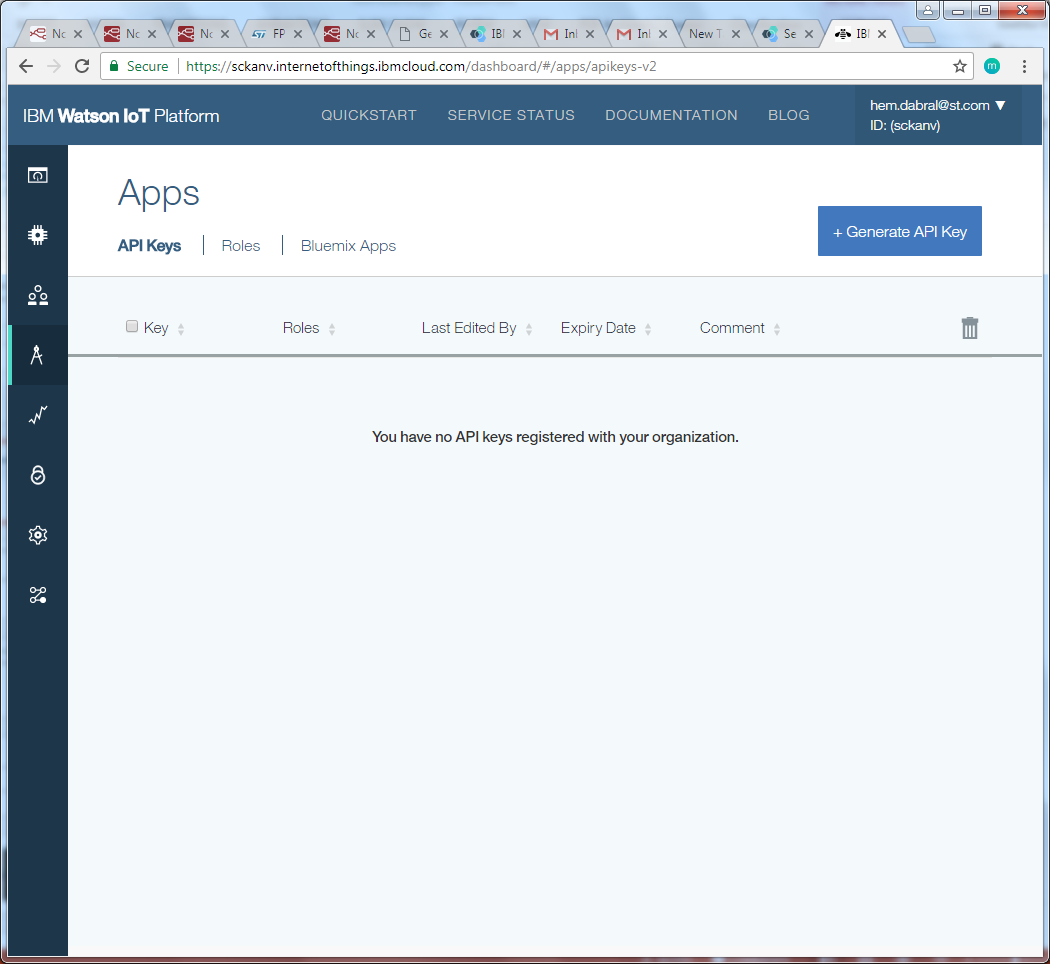 Nc
Nc
Nc
FP
Nc
Ge
IBI
Inl
Inl
New T
Se
IBI
Secure
https://sckanv.internetofthings.ibmcloud.com/dashboard/#/apps/apikeys-v2
m
IBM Watson IoT Platform
QUICKSTART
SERVICE STATUS
DOCUMENTATION
BLOG
hem.dabral@st.com
ID: (sckanv)
Apps
API Keys
Roles
Bluemix Apps
+ Generate API Key
Key
Roles
Last Edited By
Expiry Date
Comment
You have no API keys registered with your organization.